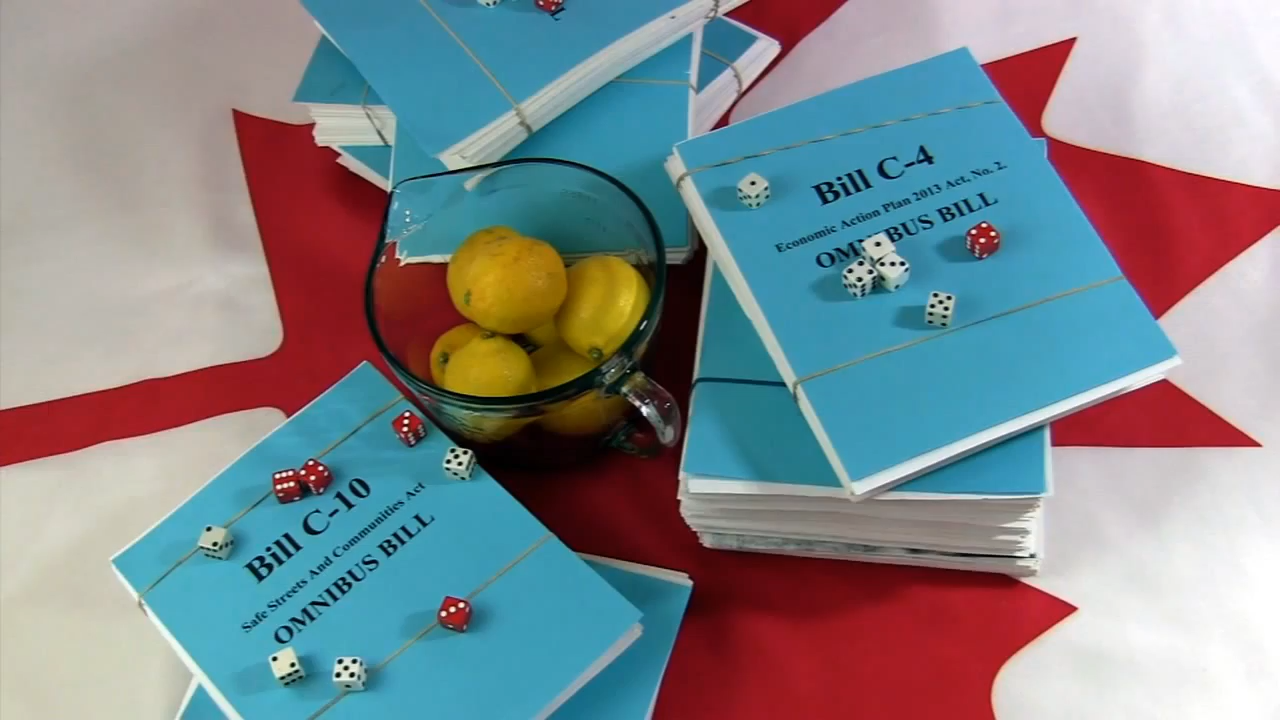 Bill C-4
Economic Action Plan 2013 Act, No. 2.
OMNIBUS BILL
Bill C-10
Safe Streets And Communities Act
OMNIBUS BILL